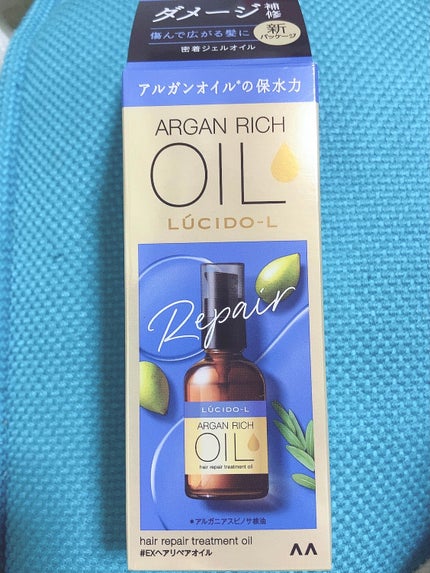 ダメージ補修
傷んで広がる髪に
密着ジェルオイル
新
パッケージ
アルガンオイル*の保水力
ARGAN RICH
OIL
LÚCIDO-L
Repair
LÚCIDO-L
ARGAN RICH
OIL
hair repair treatment oil
*アルガニアスピノサ核油
hair repair treatment oil
#EXヘアリペアオイル